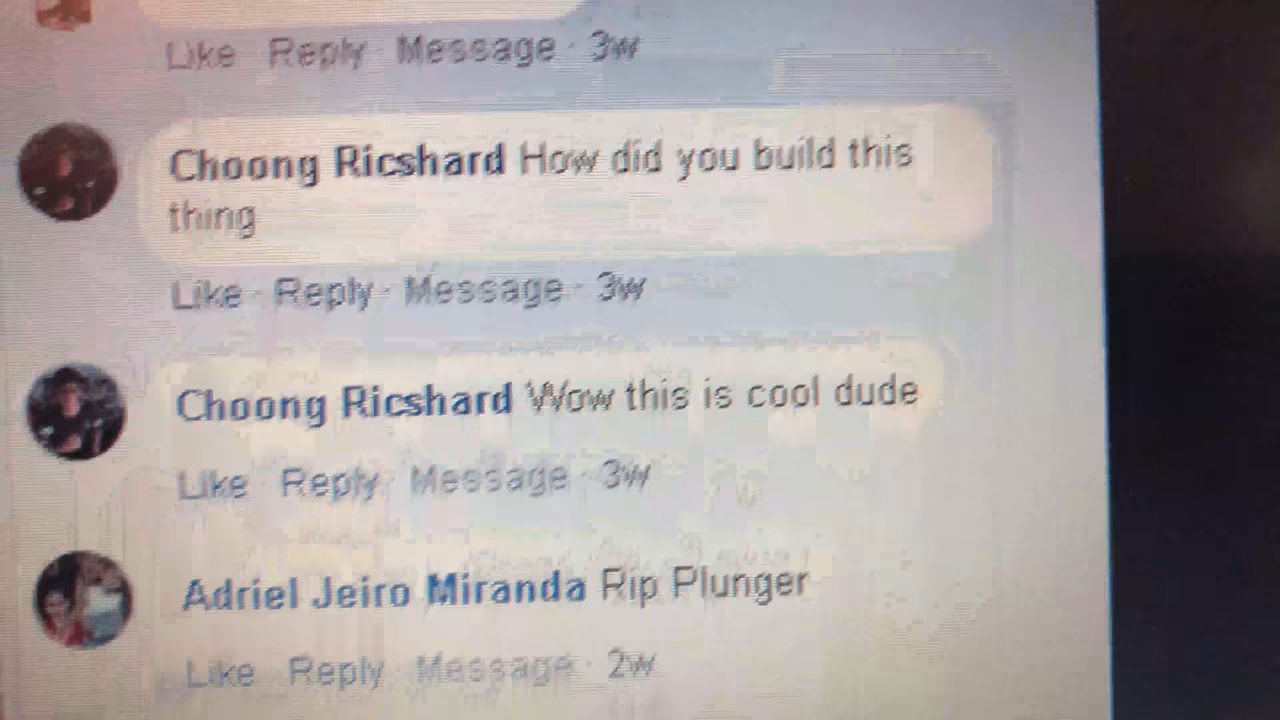 Like Reply Message · 3w
Choong Ricshard How did you build this
thing
Like · Reply · Message · 3w
Choong Ricshard Wow this is cool dude
Like Reply Message · 3w
Adriel Jeiro Miranda Rip Plunger
Like Reply Message · 2w